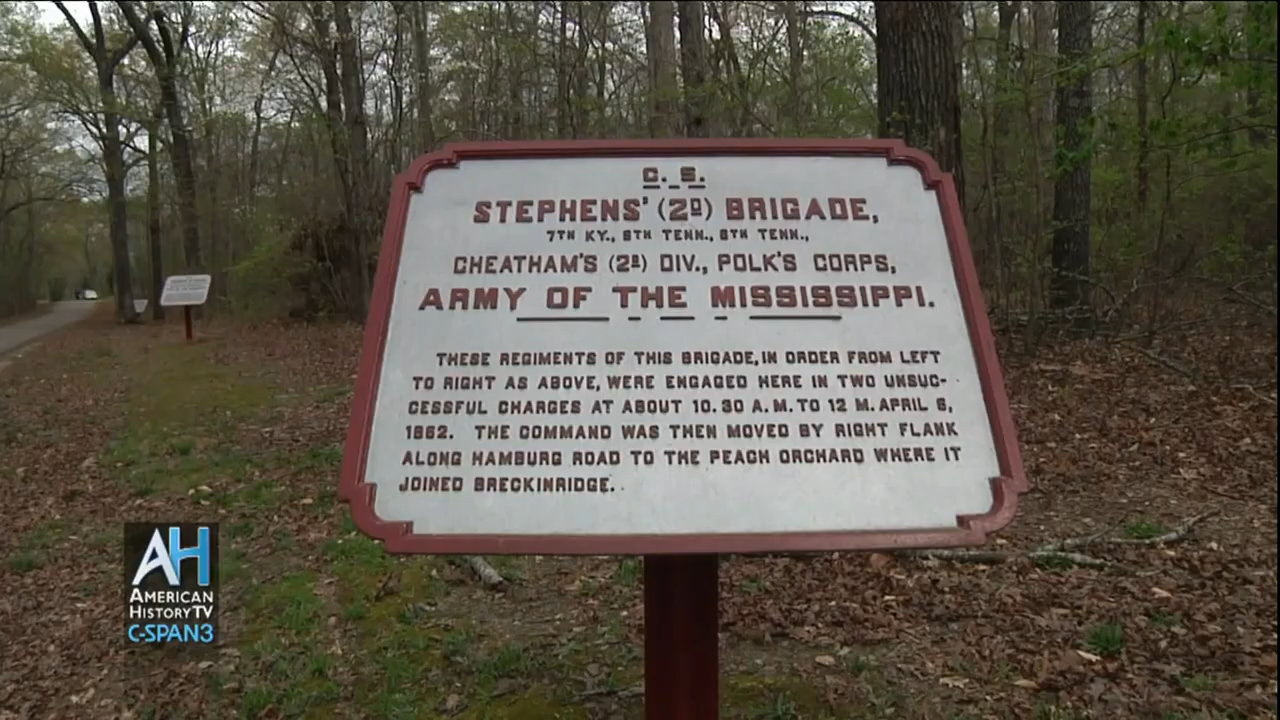 C. S.
STEPHENS' (2D) BRIGADE,
7TH KY., 9TH TENN., 6TH TENN.,
CHEATHAM'S (2D) DIV., POLK'S CORPS,
ARMY OF THE MISSISSIPPI.
THESE REGIMENTS OF THIS BRIGADE, IN ORDER FROM LEFT
TO RIGHT AS ABOVE, WERE ENGAGED HERE IN TWO UNSUC-
CESSFUL CHARGES AT ABOUT 10.30 A.M. TO 12 M. APRIL 6,
1862. THE COMMAND WAS THEN MOVED BY RIGHT FLANK
ALONG HAMBURG ROAD TO THE PEACH ORCHARD WHERE IT
JOINED BRECKINRIDGE.
AH
AMERICAN
HISTORY TV
C-SPAN3